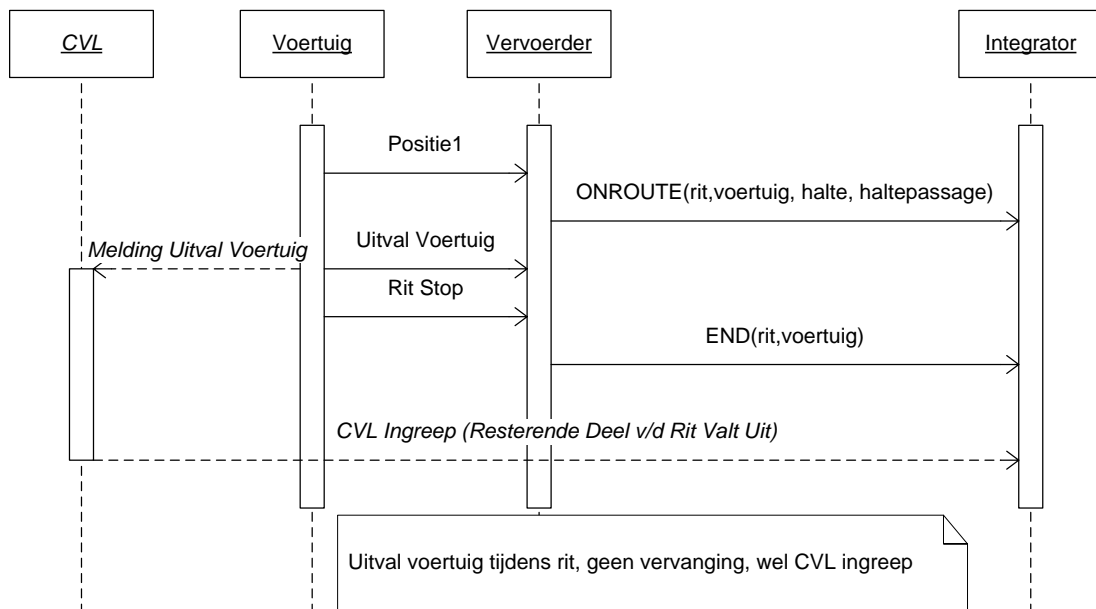 CVL
Voertuig
Vervoerder
Integrator
Positie1
ONROUTE(rit,voertuig, halte, haltepassage)
Melding Uitval Voertuig
Uitval Voertuig
Rit Stop
END(rit,voertuig)
CVL Ingreep (Resterende Deel v/d Rit Valt Uit)
Uitval voertuig tijdens rit, geen vervanging, wel CVL ingreep